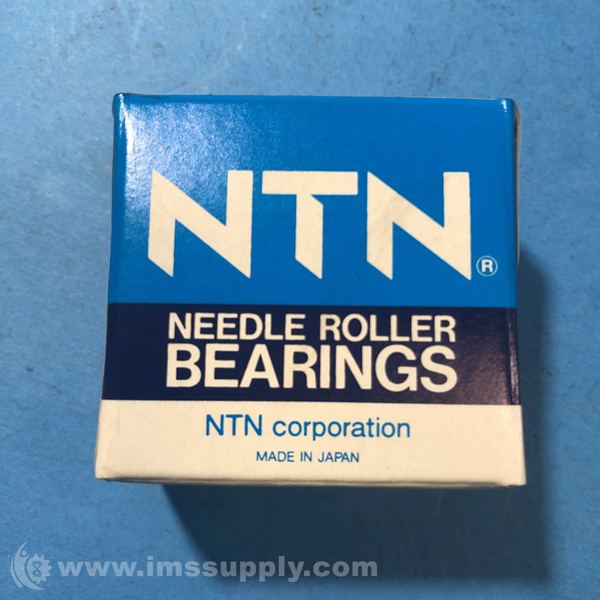 NTN®
NEEDLE ROLLER
BEARINGS
NTN corporation
MADE IN JAPAN
www.imssupply.com